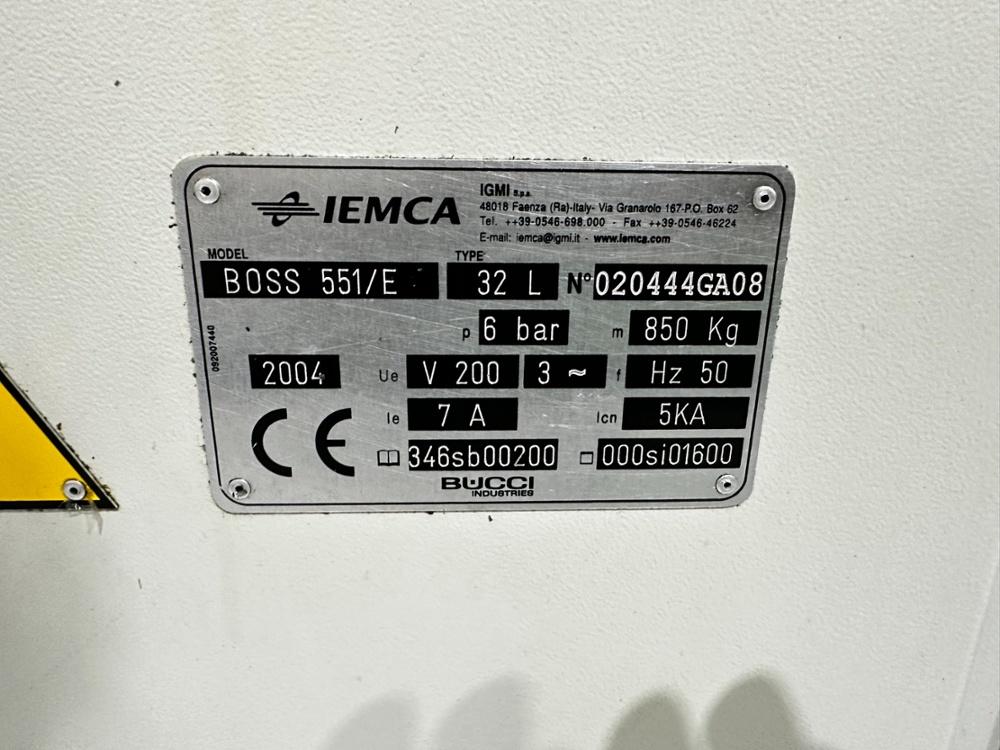 IEMCA
IGMI S.p.A.
48018 Faenza (Ra)-Italy- Via Granarolo 167-P.O. Box 62
Tel. ++39-0546-698.000 - Fax ++39-0546-46224
E-mail: iemca@igmi.it - www.iemca.com
MODEL TYPE
BOSS 551/E 32 L N° 020444GA08
p 6 bar m 850 Kg
092007440
2004 Ue V 200 3 ~ f Hz 50
CE Ie 7 A Icn 5KA
346sb00200 000si01600
BUCCI
INDUSTRIES